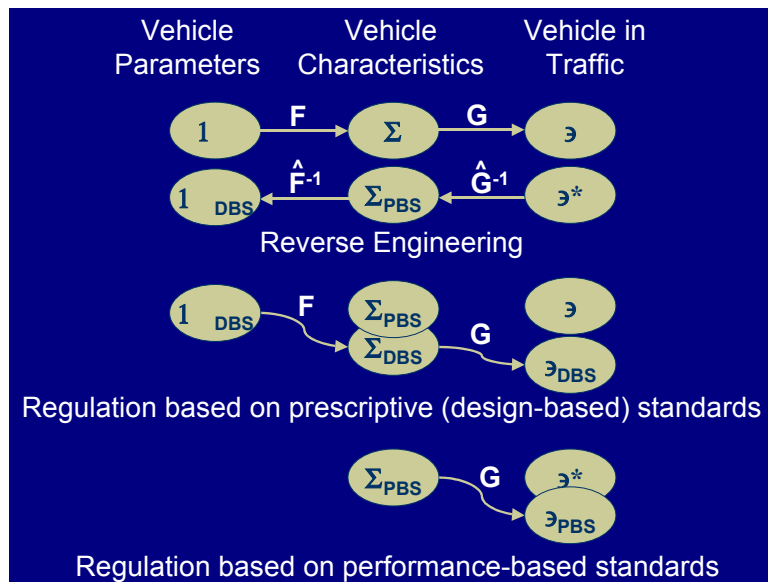 Vehicle Parameters
Vehicle Characteristics
Vehicle in Traffic
1 F Σ G э
1 DBS F̂-1 ΣPBS Ĝ-1 э*
Reverse Engineering
1 DBS F ΣPBS э
ΣDBS G эDBS
Regulation based on prescriptive (design-based) standards
ΣPBS G э*
эPBS
Regulation based on performance-based standards